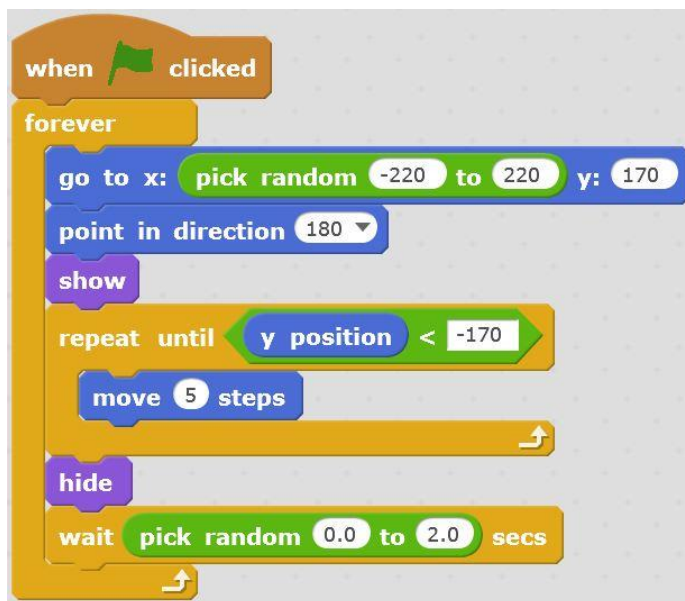 when clicked
forever
go to x: pick random -220 to 220 y: 170
point in direction 180
show
repeat until y position < -170
move 5 steps
hide
wait pick random 0.0 to 2.0 secs